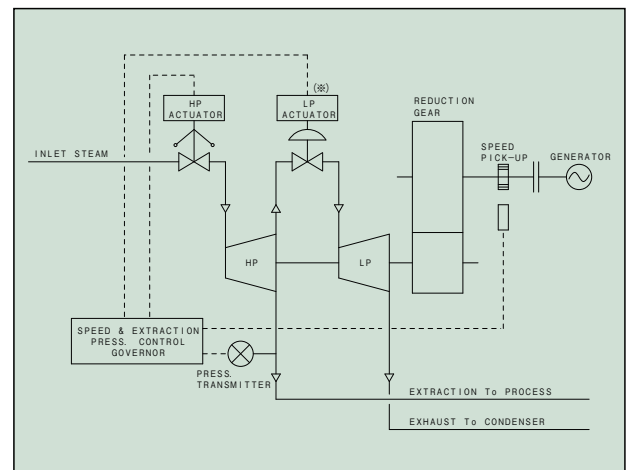 (※)
HP
ACTUATOR
LP
ACTUATOR
REDUCTION
GEAR
SPEED
PICK-UP
GENERATOR
INLET STEAM
HP
LP
SPEED & EXTRACTION
PRESS. CONTROL
GOVERNOR
PRESS.
TRANSMITTER
EXTRACTION To PROCESS
EXHAUST To CONDENSER